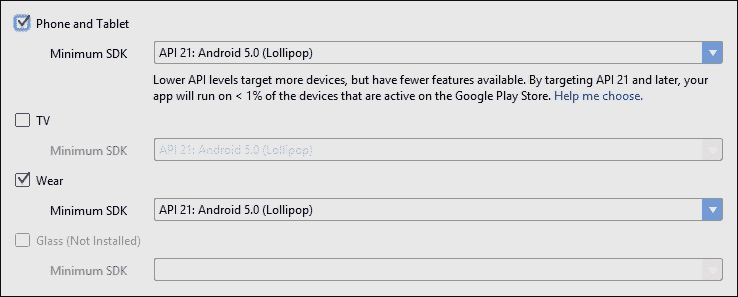 Phone and Tablet
Minimum SDK API 21: Android 5.0 (Lollipop)
Lower API levels target more devices, but have fewer features available. By targeting API 21 and later, your
app will run on < 1% of the devices that are active on the Google Play Store. Help me choose.
TV
Minimum SDK API 21: Android 5.0 (Lollipop)
Wear
Minimum SDK API 21: Android 5.0 (Lollipop)
Glass (Not Installed)
Minimum SDK